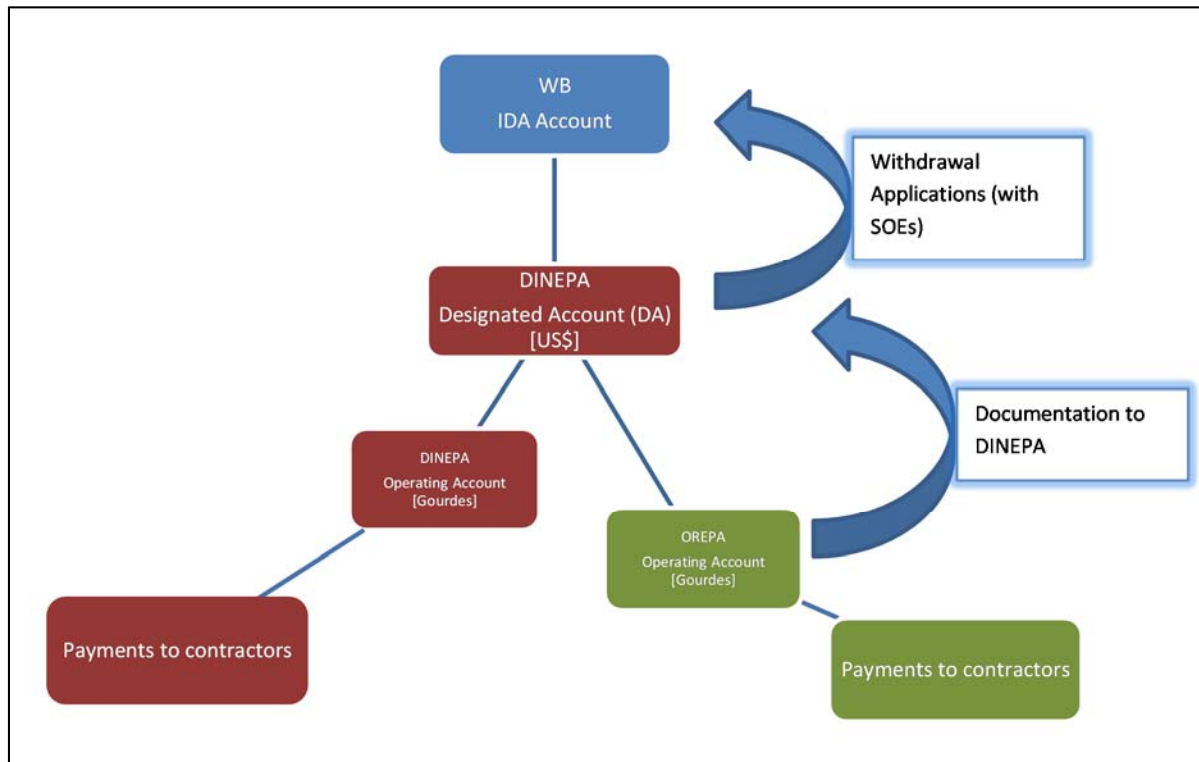 WB
IDA Account
Withdrawal
Applications (with
SOEs)
DINEPA
Designated Account (DA)
[US$]
Documentation to
DINEPA
DINEPA
Operating Account
[Gourdes]
OREPA
Operating Account
[Gourdes]
Payments to contractors
Payments to contractors